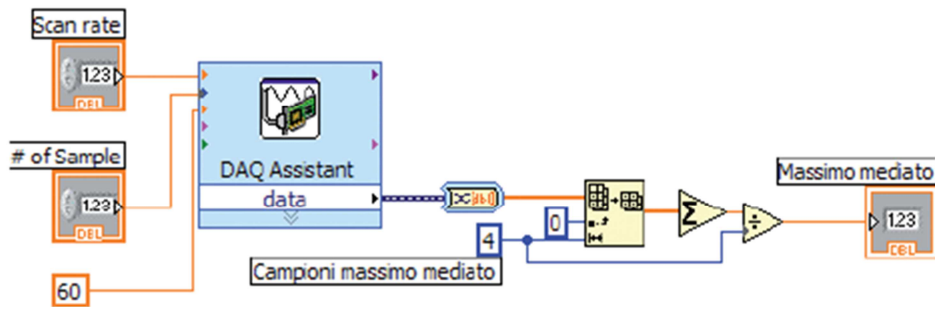 Scan rate
1.23
DBL
DAQ Assistant
data
# of Sample
1.23
DBL
60
[dbl]
0
4
Campioni massimo mediato
Σ
÷
Massimo mediato
1.23
DBL